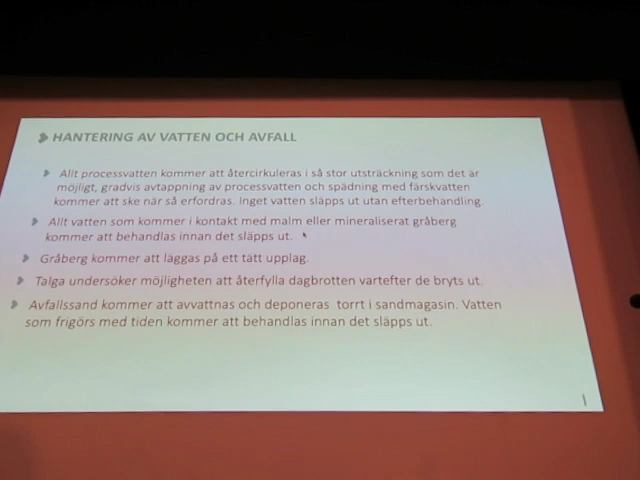 HANTERING AV VATTEN OCH AVFALL
Allt processvatten kommer att återcirkuleras i så stor utsträckning som det är
möjligt, gradvis avtappning av processvatten och spädning med färskvatten
kommer att ske när så erfordras. Inget vatten släpps ut utan efterbehandling.
Allt vatten som kommer i kontakt med malm eller mineraliserat gråberg
kommer att behandlas innan det släpps ut.
Gråberg kommer att läggas på ett tätt upplag.
Talga undersöker möjligheten att återfylla dagbrotten vartefter de bryts ut.
Avfallssand kommer att avvattnas och deponeras torrt i sandmagasin. Vatten
som frigörs med tiden kommer att behandlas innan det släpps ut.